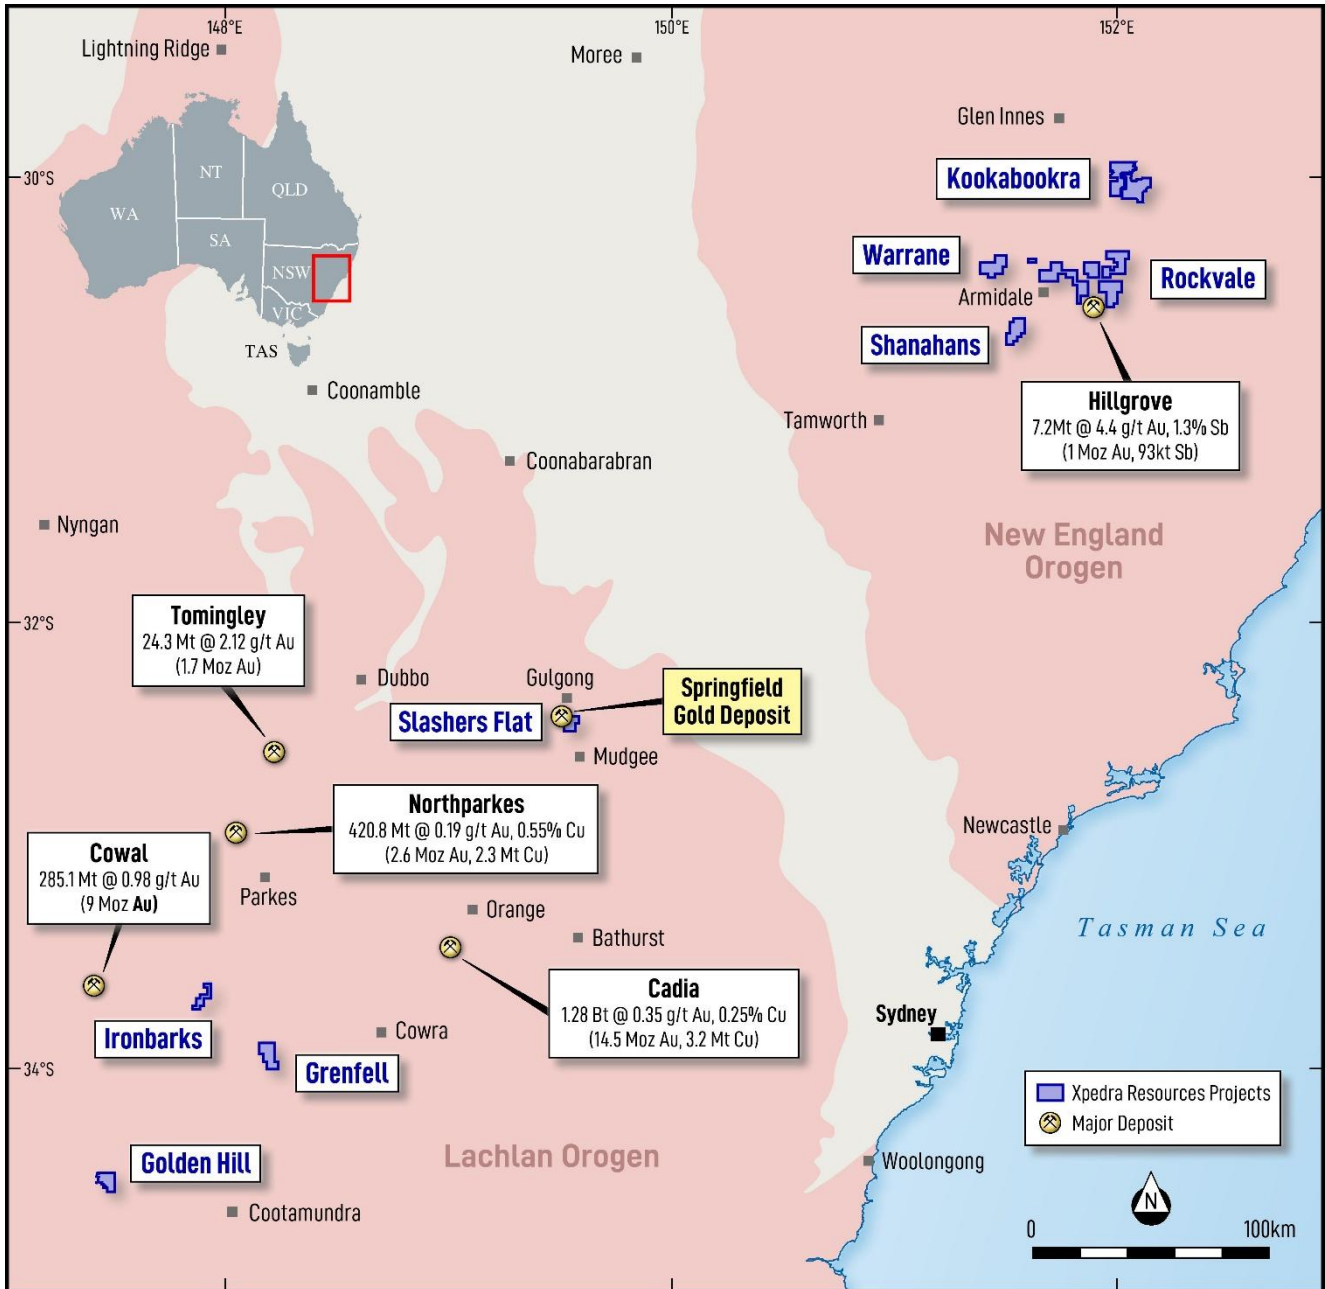 148°E
150°E
152°E
Lightning Ridge
Moree
Glen Innes
30°S
Kookabookra
NT
QLD
WA
SA
NSW
VIC
TAS
Warrane
Rockvale
Armidale
Shanahans
Coonamble
Hillgrove
7.2Mt @ 4.4 g/t Au, 1.3% Sb
(1 Moz Au, 93kt Sb)
Tamworth
Coonabarabran
Nyngan
New England
Orogen
Tomingley
24.3 Mt @ 2.12 g/t Au
(1.7 Moz Au)
32°S
Dubbo
Gulgong
Springfield
Gold Deposit
Slashers Flat
Mudgee
Northparkes
420.8 Mt @ 0.19 g/t Au, 0.55% Cu
(2.6 Moz Au, 2.3 Mt Cu)
Newcastle
Cowal
285.1 Mt @ 0.98 g/t Au
(9 Moz Au)
Parkes
Orange
Bathurst
Tasman Sea
Cadia
1.28 Bt @ 0.35 g/t Au, 0.25% Cu
(14.5 Moz Au, 3.2 Mt Cu)
Sydney
Ironbarks
Cowra
Grenfell
34°S
Xpedra Resources Projects
Major Deposit
Lachlan Orogen
Golden Hill
Woolongong
Cootamundra
N
0
100km